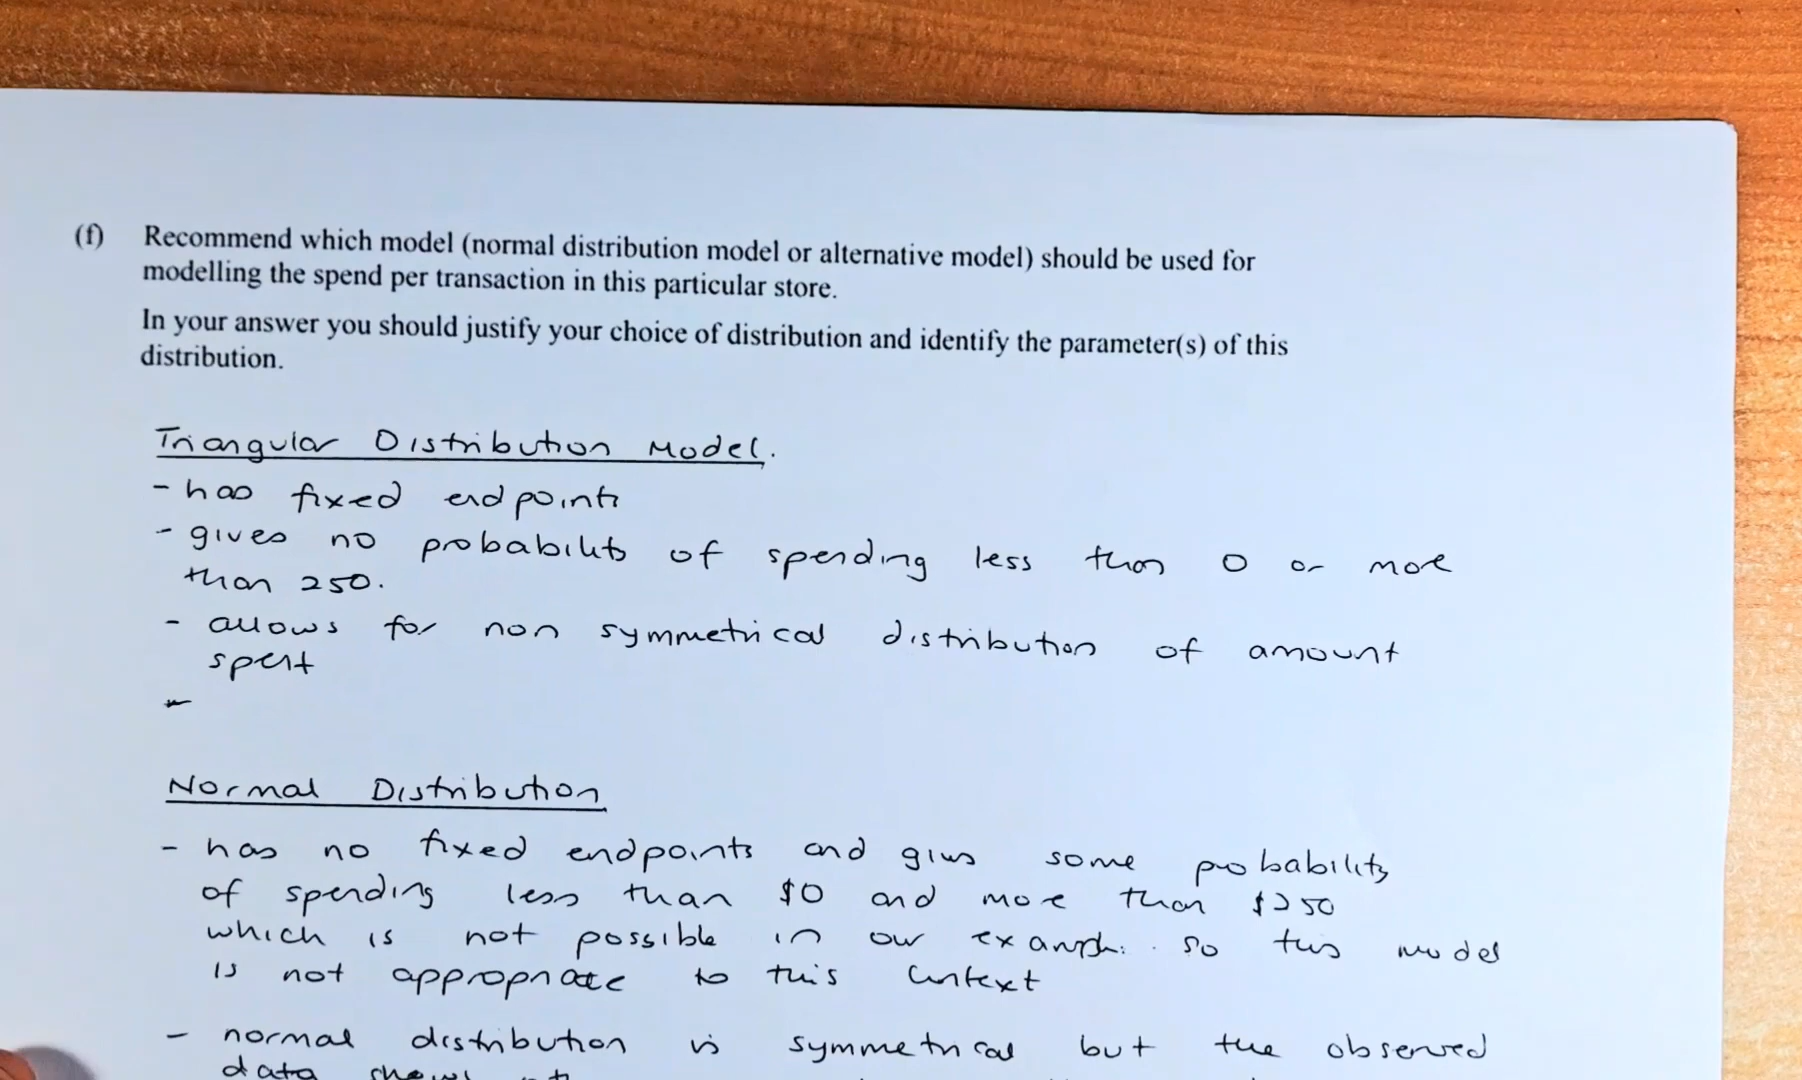 (f) Recommend which model (normal distribution model or alternative model) should be used for
modelling the spend per transaction in this particular store.
In your answer you should justify your choice of distribution and identify the parameter(s) of this
distribution.
Triangular Distribution Model.
- has fixed endpoints
- gives no probability of spending less than 0 or more
than 250.
- allows for non symmetrical distribution of amount
spent
-
Normal Distribution
- has no fixed endpoints and gives some probability
of spending less than $0 and more than $250
which is not possible in our example. so this model
is not appropriate to this context
- normal distribution is symmetrical but the observed
data shows